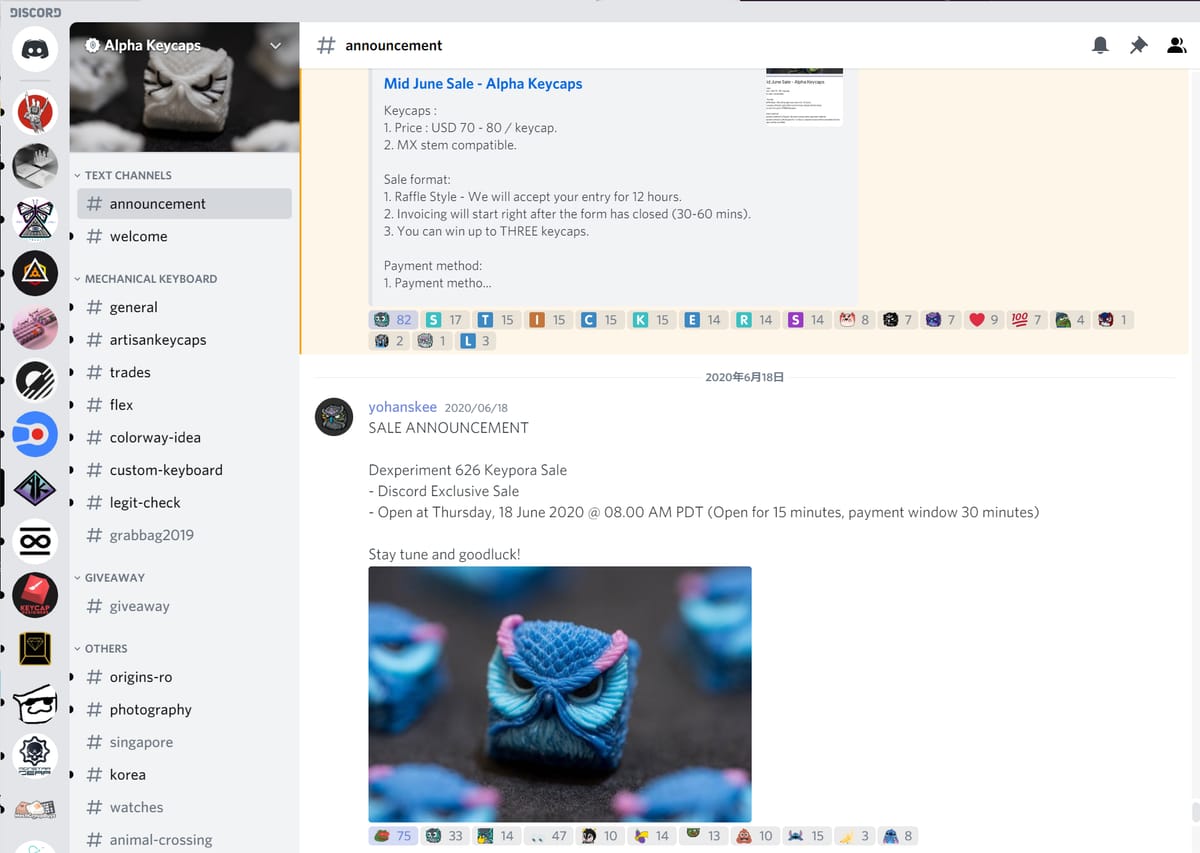 DISCORD
Alpha Keycaps
TEXT CHANNELS
# announcement
# welcome
MECHANICAL KEYBOARD
# general
# artisankeycaps
# trades
# flex
# colorway-idea
# custom-keyboard
# legit-check
# grabbag2019
GIVEAWAY
# giveaway
OTHERS
# origins-ro
# photography
# singapore
# korea
# watches
# animal-crossing
KEYCAP
# announcement
Mid June Sale - Alpha Keycaps
Keycaps :
1. Price : USD 70 - 80 / keycap.
2. MX stem compatible.
Sale format:
1. Raffle Style - We will accept your entry for 12 hours.
2. Invoicing will start right after the form has closed (30-60 mins).
3. You can win up to THREE keycaps.
Payment method:
1. Payment metho...
82 S 17 T 15 I 15 C 15 K 15 E 14 R 14 S 14 8 7 7 9 100 7 4 1
2 1 L 3
2020年6月18日
yohanskee 2020/06/18
SALE ANNOUNCEMENT
Dexperiment 626 Keypora Sale
- Discord Exclusive Sale
- Open at Thursday, 18 June 2020 @ 08.00 AM PDT (Open for 15 minutes, payment window 30 minutes)
Stay tune and goodluck!
75 33 14 47 10 14 13 10 15 3 8